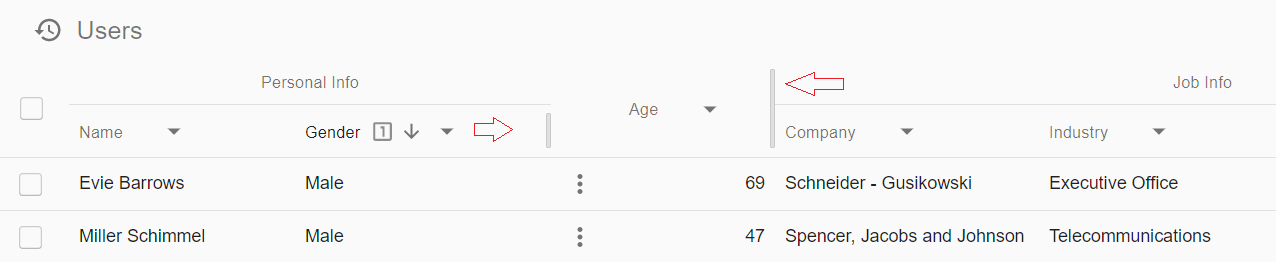 Users
Personal Info
Job Info
Age
Name
Gender 1
Company
Industry
Evie Barrows Male 69 Schneider - Gusikowski Executive Office
Miller Schimmel Male 47 Spencer, Jacobs and Johnson Telecommunications